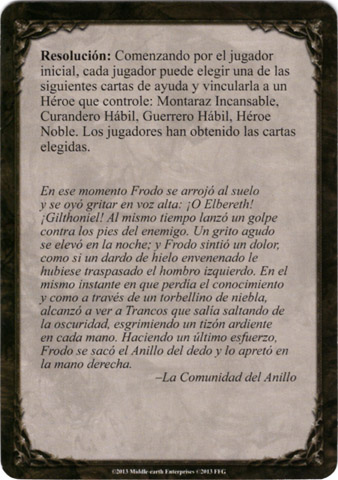 Resolución: Comenzando por el jugador
inicial, cada jugador puede elegir una de las
siguientes cartas de ayuda y vincularla a un
Héroe que controle: Montaraz Incansable,
Curandero Hábil, Guerrero Hábil, Héroe
Noble. Los jugadores han obtenido las cartas
elegidas.
En ese momento Frodo se arrojó al suelo
y se oyó gritar en voz alta: ¡O Elbereth!
¡Gilthoniel! Al mismo tiempo lanzó un golpe
contra los pies del enemigo. Un grito agudo
se elevó en la noche; y Frodo sintió un dolor,
como si un dardo de hielo envenenado le
hubiese traspasado el hombro izquierdo. En el
mismo instante en que perdía el conocimiento
y como a través de un torbellino de niebla,
alcanzó a ver a Trancos que salía saltando de
la oscuridad, esgrimiendo un tizón ardiente
en cada mano. Haciendo un último esfuerzo,
Frodo se sacó el Anillo del dedo y lo apretó en
la mano derecha.
–La Comunidad del Anillo
©2013 Middle-earth Enterprises ©2013 FFG